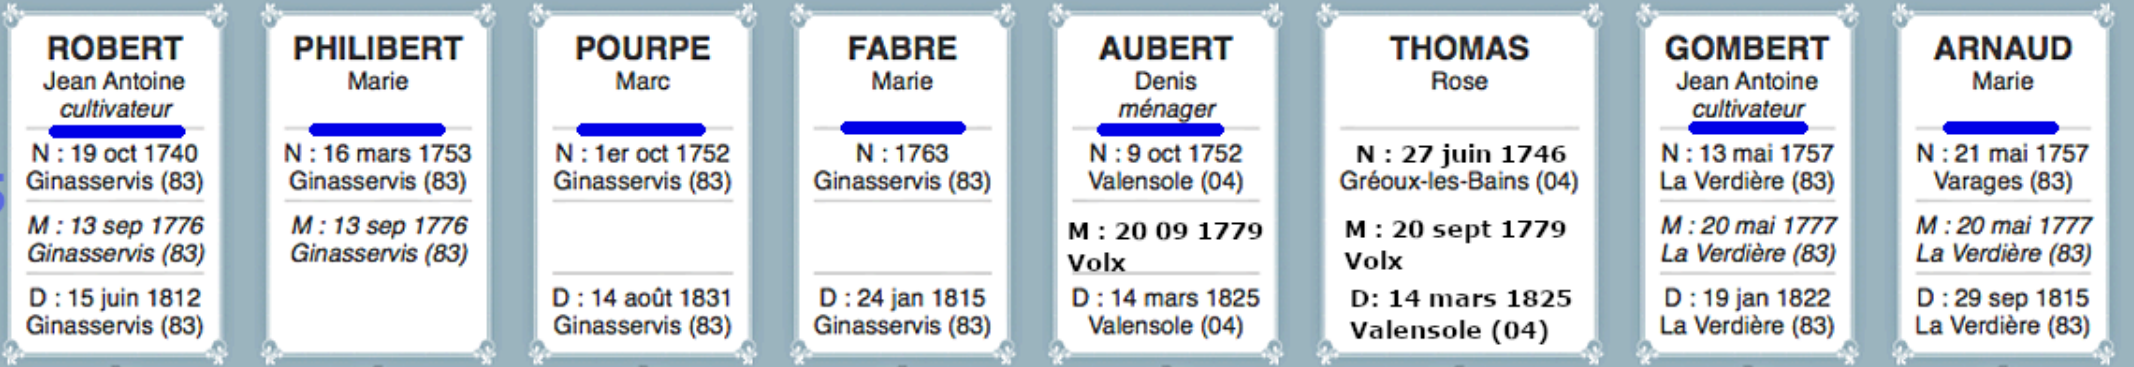 ROBERT
Jean Antoine
cultivateur
N : 19 oct 1740
Ginasservis (83)
M : 13 sep 1776
Ginasservis (83)
D : 15 juin 1812
Ginasservis (83)
PHILIBERT
Marie
N : 16 mars 1753
Ginasservis (83)
M : 13 sep 1776
Ginasservis (83)
POURPE
Marc
N : 1er oct 1752
Ginasservis (83)
D : 14 août 1831
Ginasservis (83)
FABRE
Marie
N : 1763
Ginasservis (83)
D : 24 jan 1815
Ginasservis (83)
AUBERT
Denis
ménager
N : 9 oct 1752
Valensole (04)
M : 20 09 1779
Volx
D : 14 mars 1825
Valensole (04)
THOMAS
Rose
N : 27 juin 1746
Gréoux-les-Bains (04)
M : 20 sept 1779
Volx
D: 14 mars 1825
Valensole (04)
GOMBERT
Jean Antoine
cultivateur
N : 13 mai 1757
La Verdière (83)
M : 20 mai 1777
La Verdière (83)
D : 19 jan 1822
La Verdière (83)
ARNAUD
Marie
N : 21 mai 1757
Varages (83)
M : 20 mai 1777
La Verdière (83)
D : 29 sep 1815
La Verdière (83)